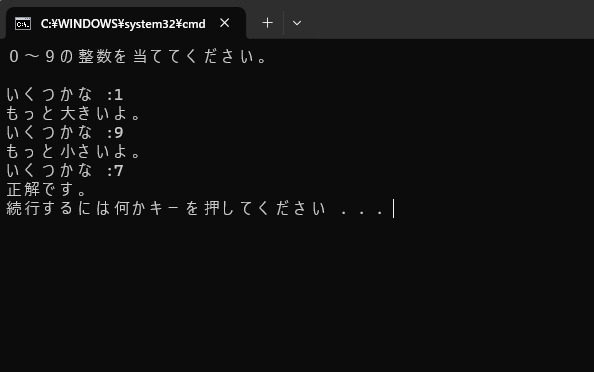 C:¥WINDOWS¥system32¥cmd
０～９の整数を当ててください。
いくつかな :1
もっと大きいよ。
いくつかな :9
もっと小さいよ。
いくつかな :7
正解です。
続行するには何かキーを押してください . . .